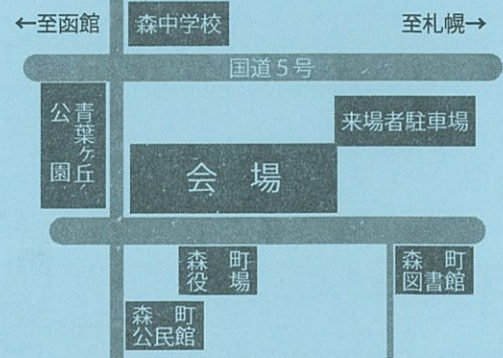 ←至函館
森中学校
至札幌→
国道5号
青葉ヶ丘
公園
来場者駐車場
会場
森町
役場
森町
図書館
森町
公民館